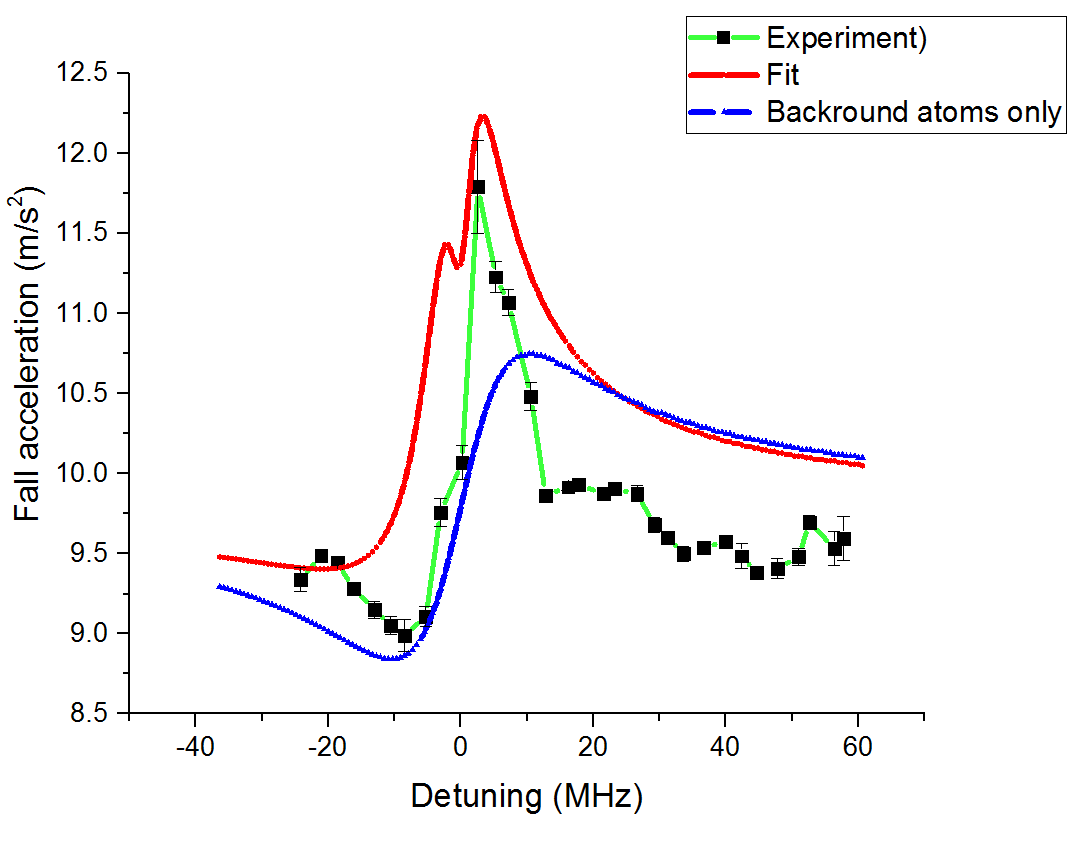 Experiment)
Fit
Backround atoms only
12.5
12.0
11.5
11.0
10.5
10.0
9.5
9.0
8.5
Fall acceleration (m/s²)
-40 -20 0 20 40 60
Detuning (MHz)